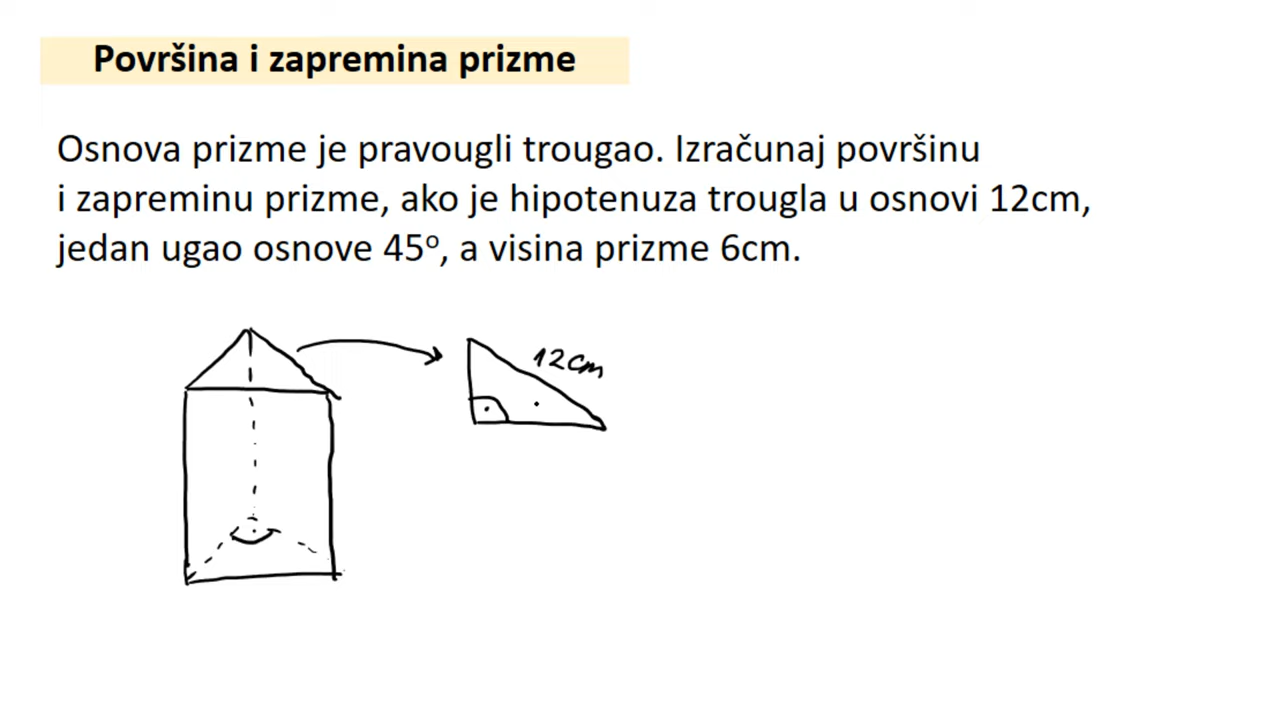 Površina i zapremina prizme
Osnova prizme je pravougli trougao. Izračunaj površinu
i zapreminu prizme, ako je hipotenuza trougla u osnovi 12cm,
jedan ugao osnove 45°, a visina prizme 6cm.
12cm